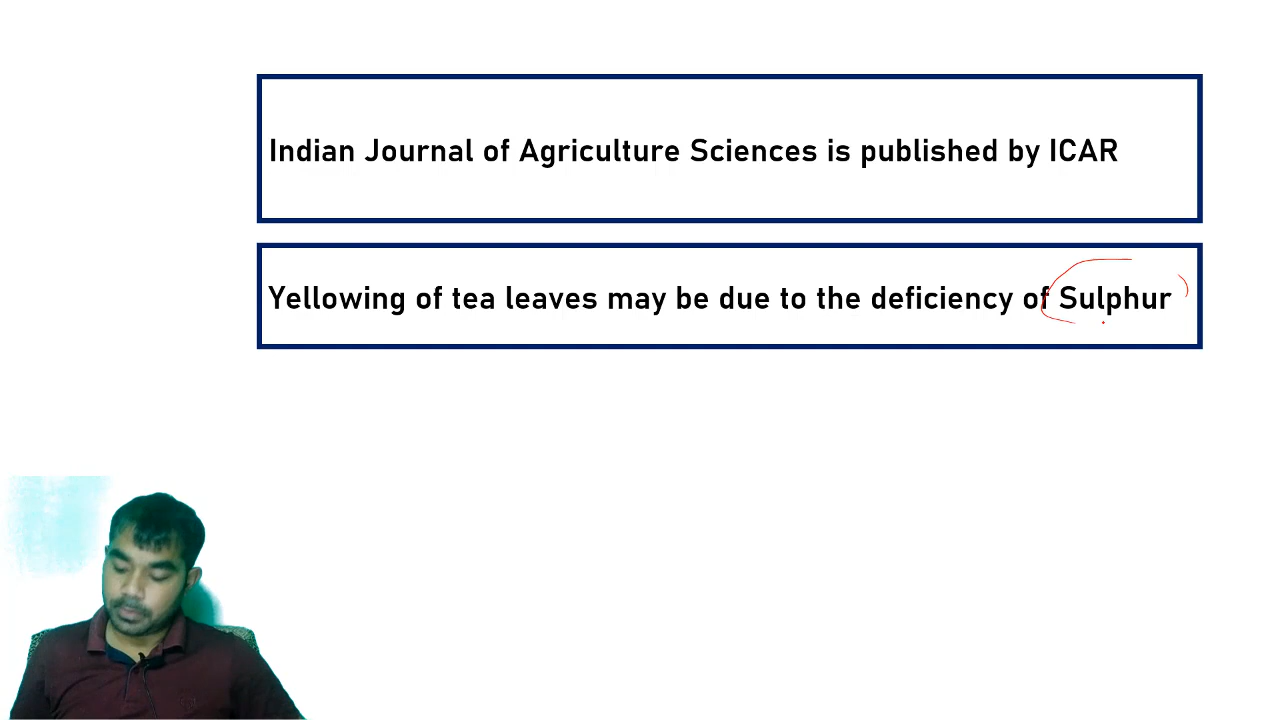 Indian Journal of Agriculture Sciences is published by ICAR
Yellowing of tea leaves may be due to the deficiency of Sulphur